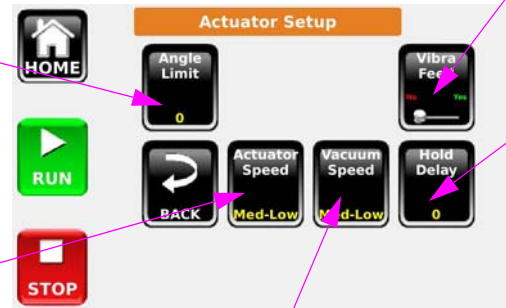 Actuator Setup
HOME
Angle
Limit
0
Vibra
Feed
No Yes
RUN
BACK
Actuator
Speed
Med-Low
Vacuum
Speed
Med-Low
Hold
Delay
0
STOP